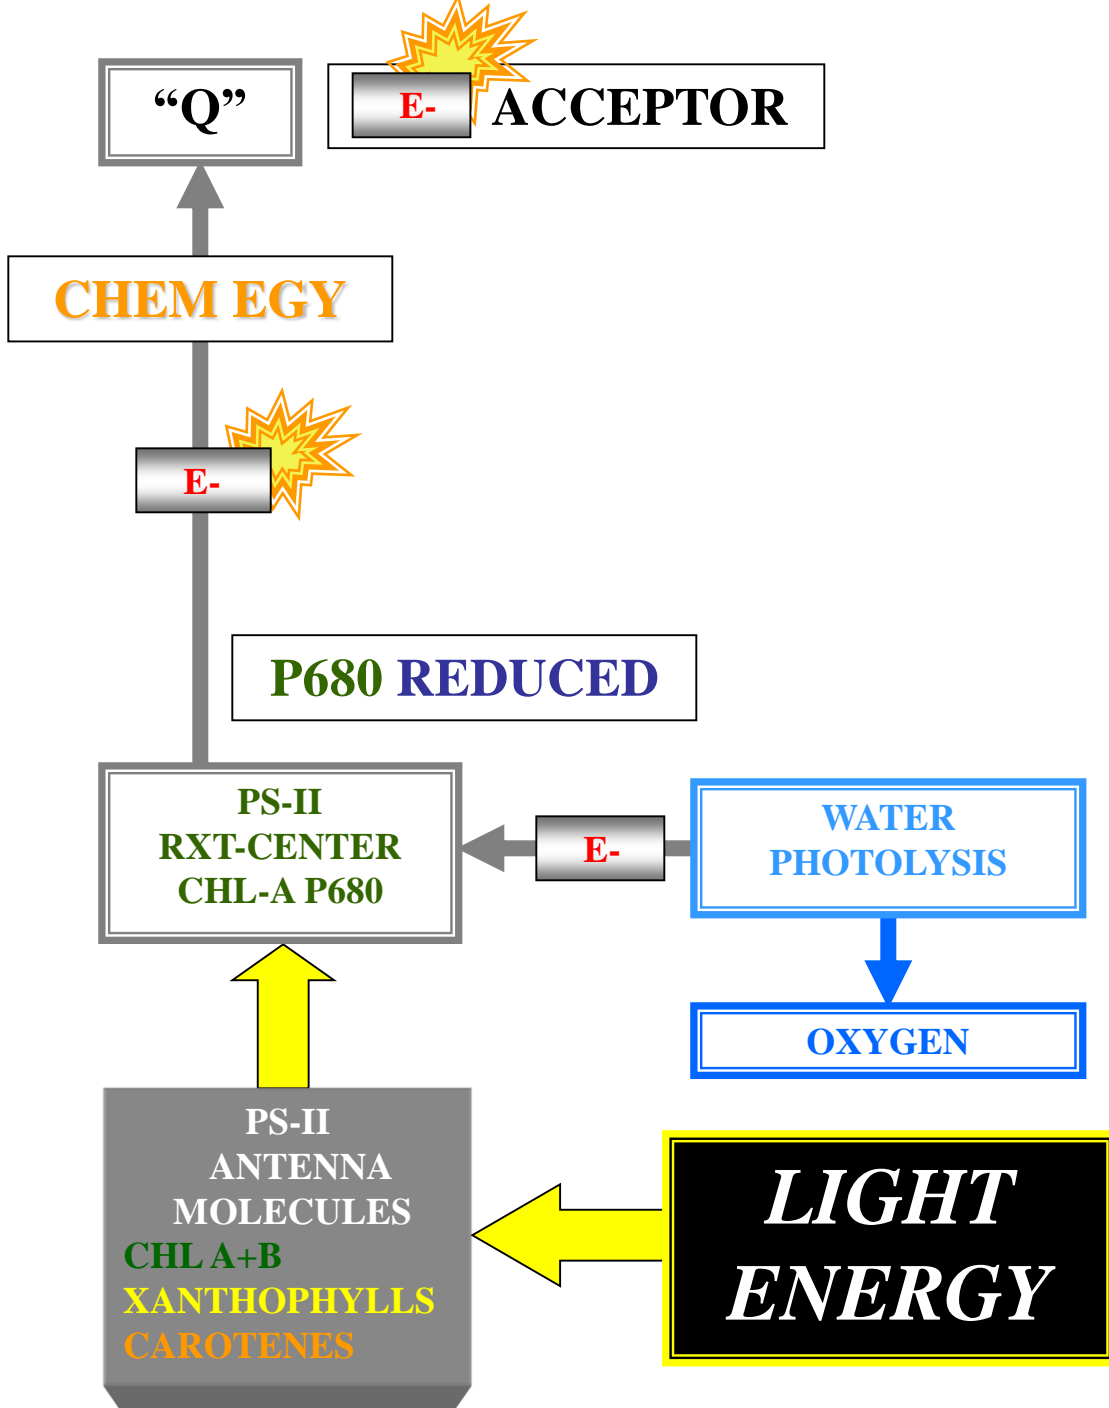 “Q”
E- ACCEPTOR
CHEM EGY
E-
P680 REDUCED
PS-II
RXT-CENTER
CHL-A P680
E-
WATER
PHOTOLYSIS
OXYGEN
PS-II
ANTENNA
MOLECULES
CHL A+B
XANTHOPHYLLS
CAROTENES
LIGHT
ENERGY